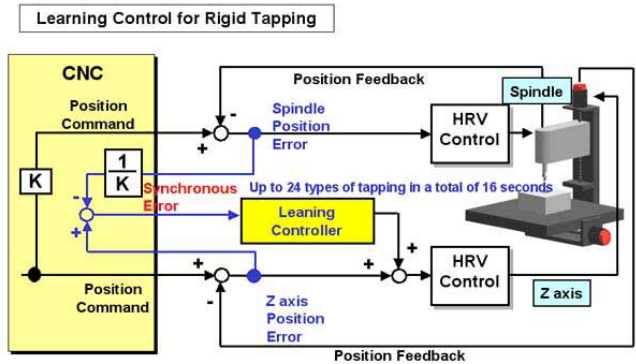 Learning Control for Rigid Tapping
CNC
Position Feedback
Spindle
Position
Command
-
+
Spindle
Position
Error
HRV
Control
K
1
K
-
Synchronous
Error
Up to 24 types of tapping in a total of 16 seconds
+
Leaning
Controller
+
Position
Command
+
-
+
HRV
Control
Z axis
Position
Error
Z axis
Position Feedback